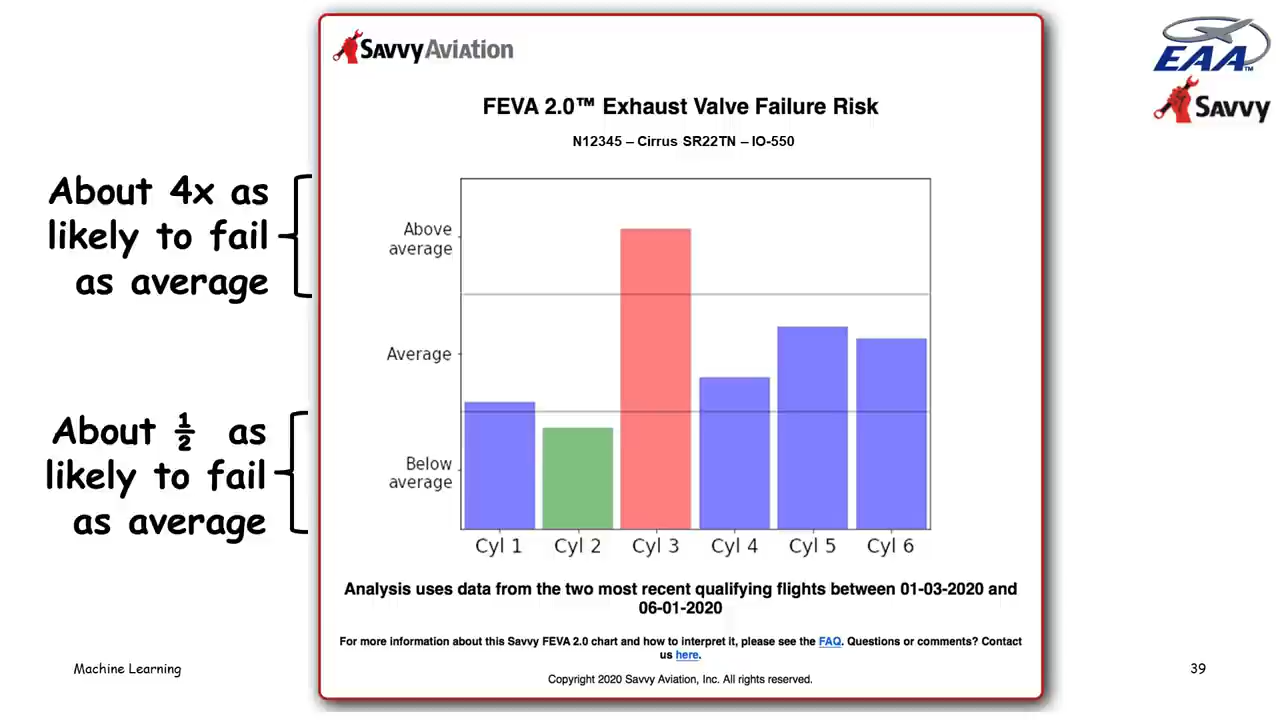 SavvyAviation
EAA™
Savvy
FEVA 2.0™ Exhaust Valve Failure Risk
N12345 – Cirrus SR22TN – IO-550
About 4x as
likely to fail
as average
About ½ as
likely to fail
as average
Above
average
Average
Below
average
Cyl 1 Cyl 2 Cyl 3 Cyl 4 Cyl 5 Cyl 6
Analysis uses data from the two most recent qualifying flights between 01-03-2020 and
06-01-2020
For more information about this Savvy FEVA 2.0 chart and how to interpret it, please see the FAQ. Questions or comments? Contact
us here.
Copyright 2020 Savvy Aviation, Inc. All rights reserved.
Machine Learning
39